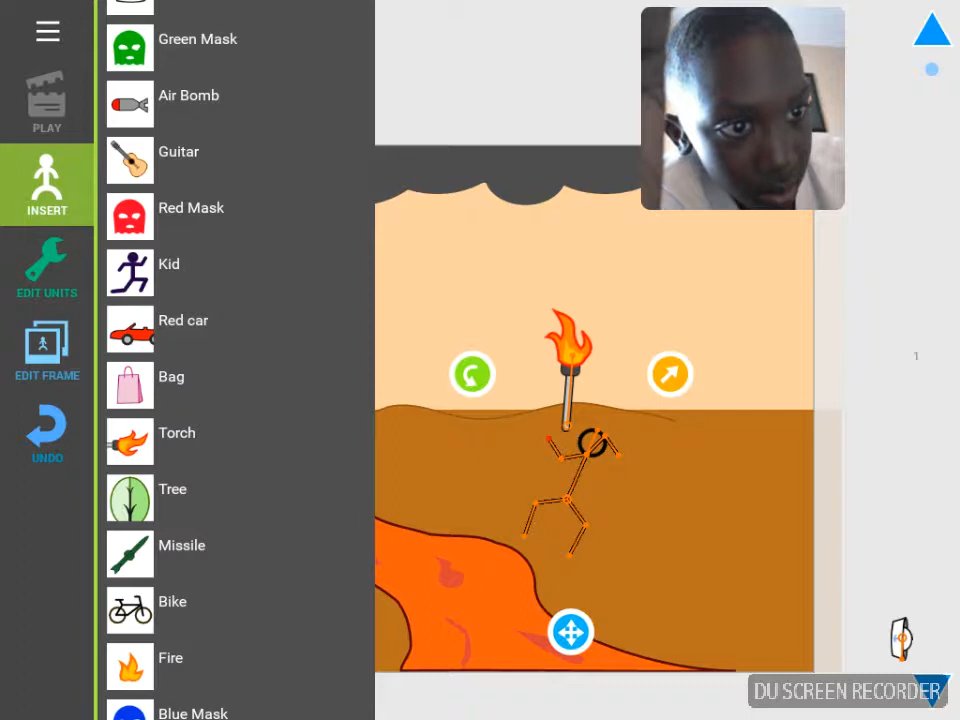 Green Mask
PLAY
Air Bomb
Guitar
INSERT
Red Mask
Kid
EDIT UNITS
Red car
1
EDIT FRAME
Bag
Torch
UNDO
Tree
Missile
Bike
Fire
DU SCREEN RECORDER
Blue Mask